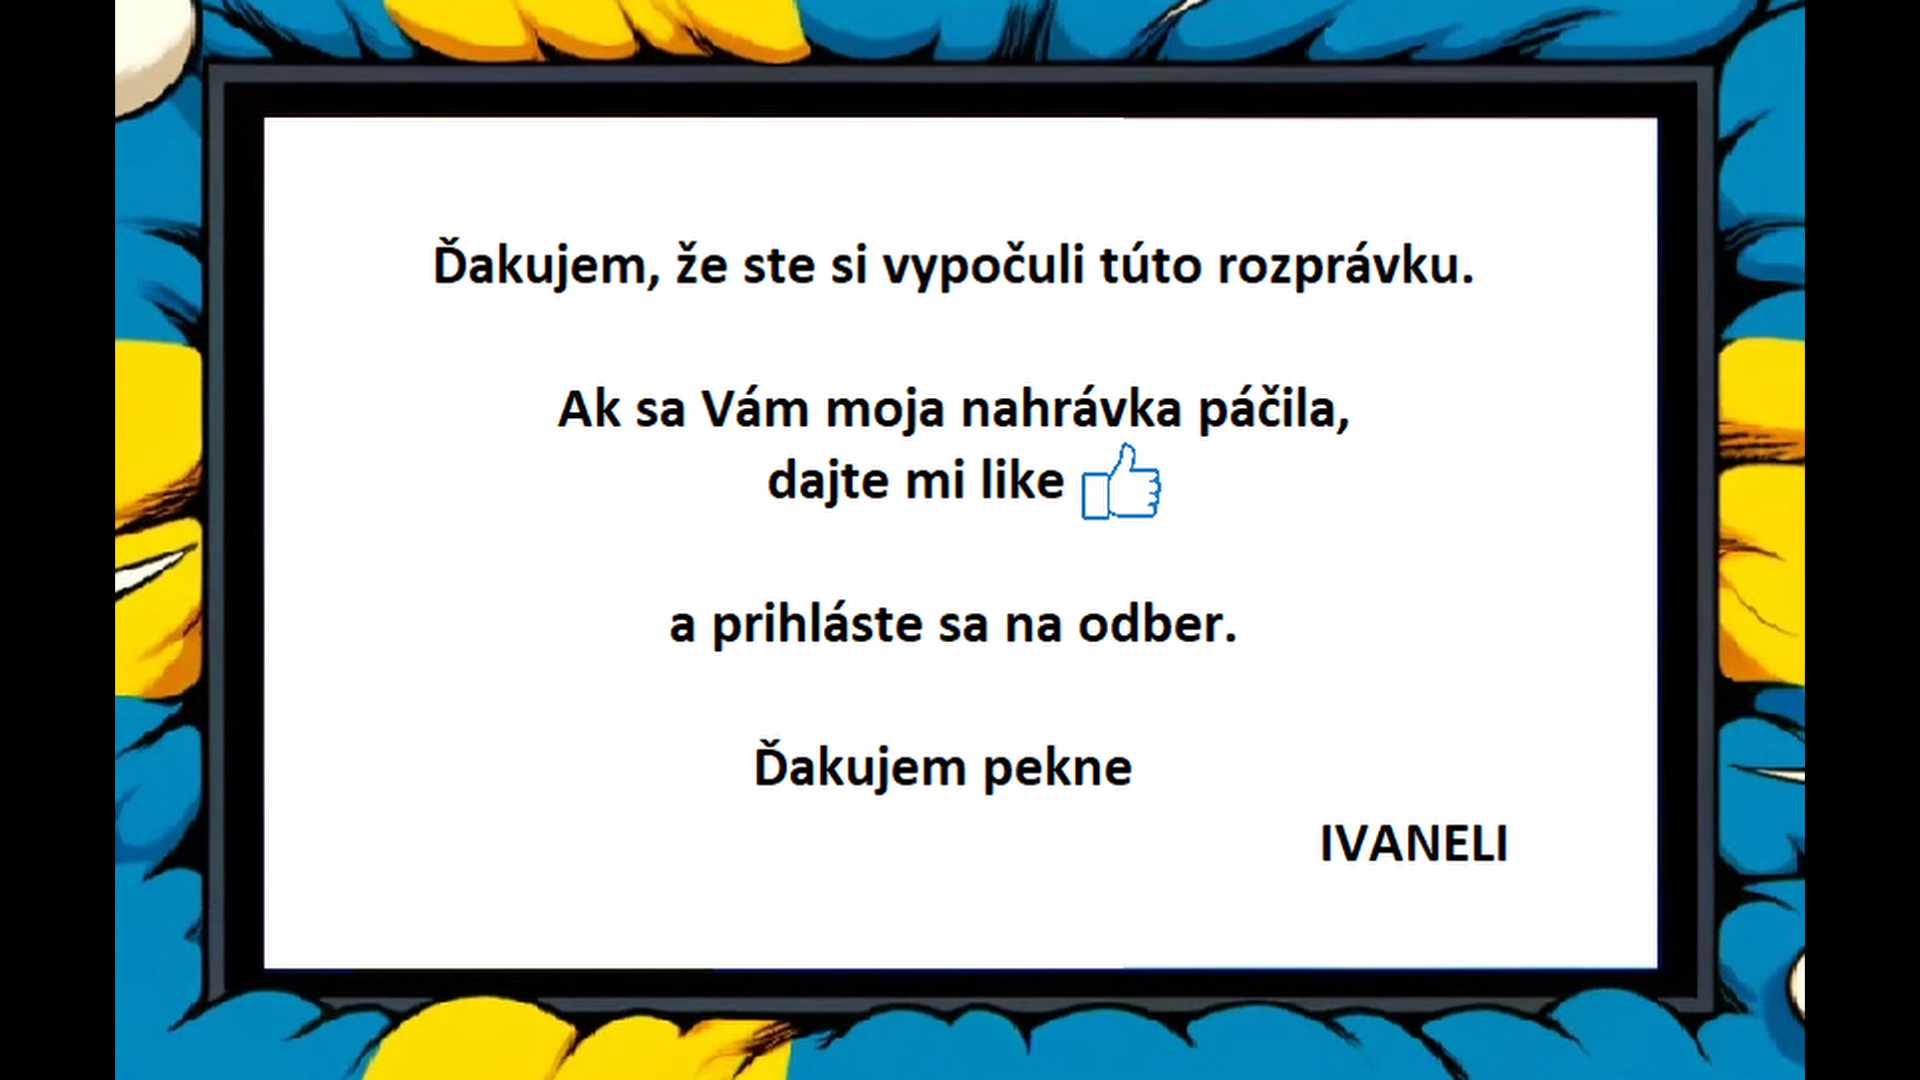 Ďakujem, že ste si vypočuli túto rozprávku.
Ak sa Vám moja nahrávka páčila,
dajte mi like
a prihláste sa na odber.
Ďakujem pekne
IVANELI